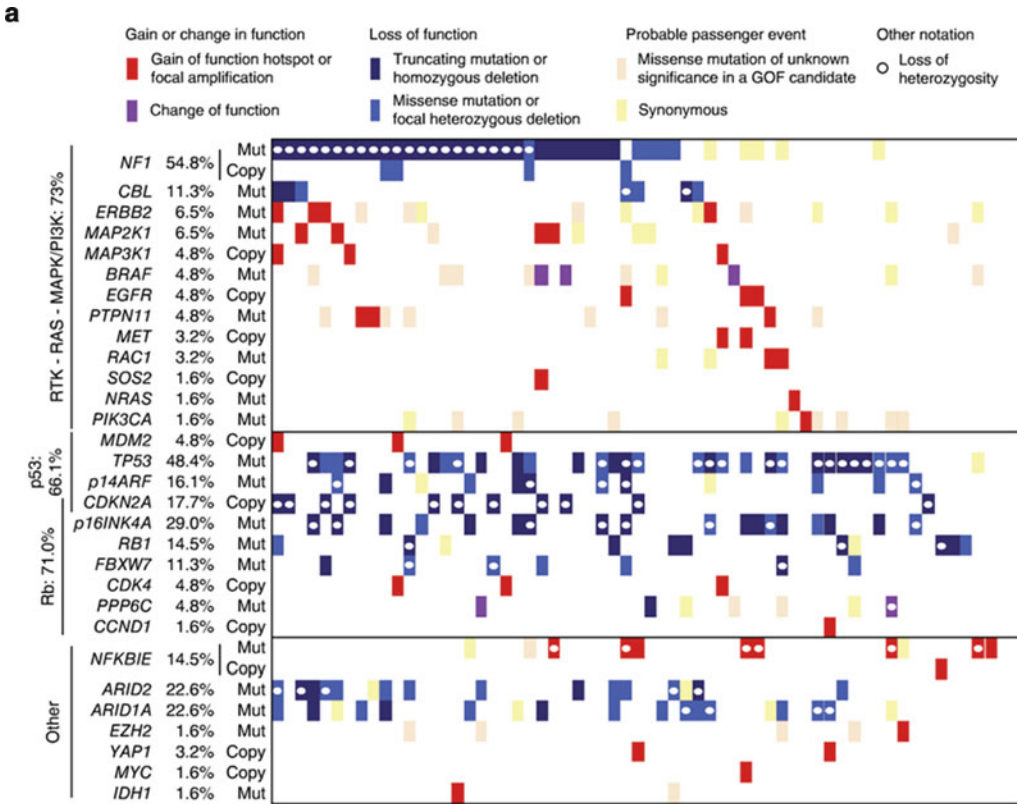 a
Gain or change in function
Gain of function hotspot or
focal amplification
Change of function
Loss of function
Truncating mutation or
homozygous deletion
Missense mutation or
focal heterozygous deletion
Probable passenger event
Missense mutation of unknown
significance in a GOF candidate
Synonymous
Other notation
Loss of
heterozygosity
RTK - RAS - MAPK/PI3K: 73%
NF1 54.8% Mut
Copy
CBL 11.3% Mut
ERBB2 6.5% Mut
MAP2K1 6.5% Mut
MAP3K1 4.8% Copy
BRAF 4.8% Mut
EGFR 4.8% Copy
PTPN11 4.8% Mut
MET 3.2% Copy
RAC1 3.2% Mut
SOS2 1.6% Copy
NRAS 1.6% Mut
PIK3CA 1.6% Mut
p53:
66.1%
MDM2 4.8% Copy
TP53 48.4% Mut
p14ARF 16.1% Mut
CDKN2A 17.7% Copy
Rb: 71.0%
p16INK4A 29.0% Mut
RB1 14.5% Mut
FBXW7 11.3% Mut
CDK4 4.8% Copy
PPP6C 4.8% Mut
CCND1 1.6% Copy
Other
NFKBIE 14.5% Mut
Copy
ARID2 22.6% Mut
ARID1A 22.6% Mut
EZH2 1.6% Mut
YAP1 3.2% Copy
MYC 1.6% Copy
IDH1 1.6% Mut